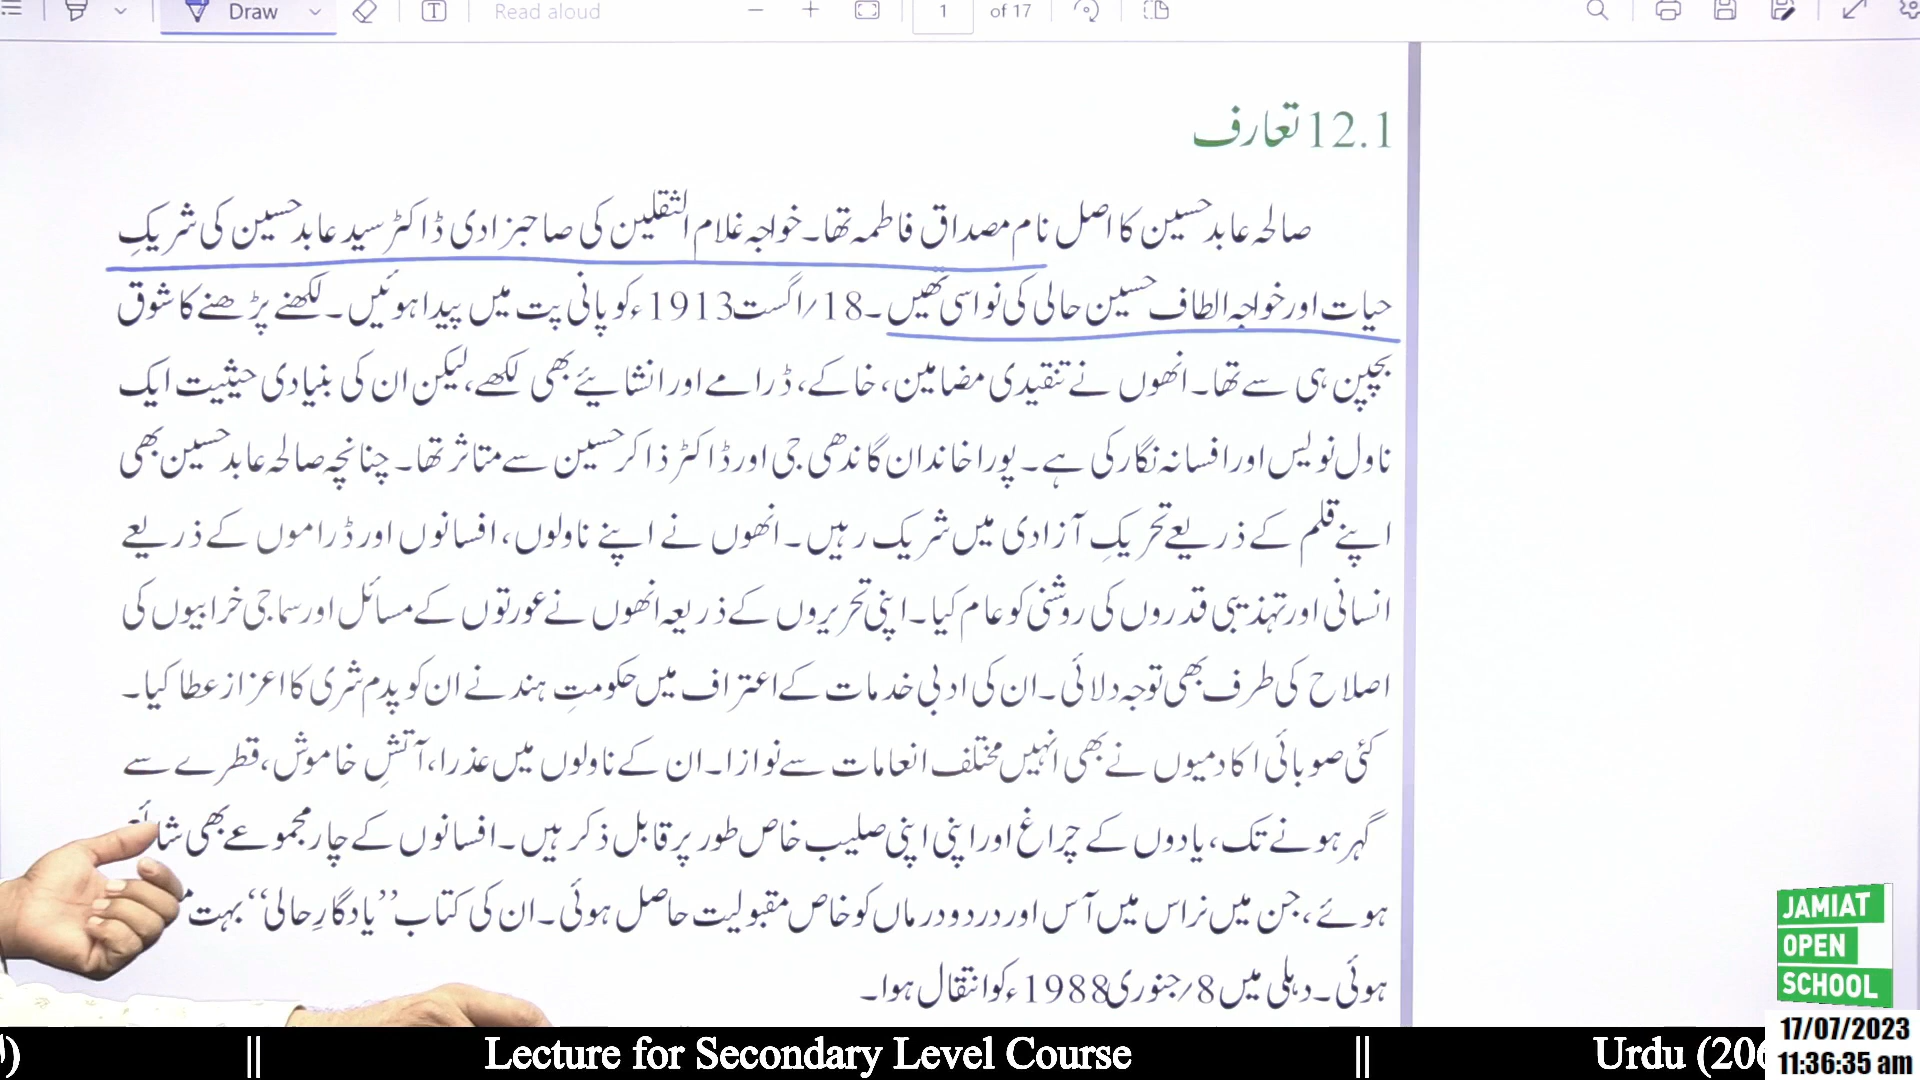 Draw
Read aloud
1 of 17
12.1 تعارف
صالحہ عابد حسین کا اصل نام مصداق فاطمہ تھا۔ خواجہ غلام الثقلین کی صاحبزادی ڈاکٹر سید عابد حسین کی شریکِ
حیات اور خواجہ الطاف حسین حالی کی نواسی تھیں۔ 18؍اگست 1913ء کو پانی پت میں پیدا ہوئیں۔ لکھنے پڑھنے کا شوق
بچپن ہی سے تھا۔ انھوں نے تنقیدی مضامین، خاکے، ڈرامے اور انشائیے بھی لکھے، لیکن ان کی بنیادی حیثیت ایک
ناول نویس اور افسانہ نگار کی ہے۔ پورا خاندان گاندھی جی اور ڈاکٹر ذاکر حسین سے متاثر تھا۔ چنانچہ صالحہ عابد حسین بھی
اپنے قلم کے ذریعے تحریکِ آزادی میں شریک رہیں۔ انھوں نے اپنے ناولوں، افسانوں اور ڈراموں کے ذریعے
انسانی اور تہذیبی قدروں کی روشنی کو عام کیا۔ اپنی تحریروں کے ذریعہ انھوں نے عورتوں کے مسائل اور سماجی خرابیوں کی
اصلاح کی طرف بھی توجہ دلائی۔ ان کی ادبی خدمات کے اعتراف میں حکومتِ ہند نے ان کو پدم شری کا اعزاز عطا کیا۔
کئی صوبائی اکادمیوں نے بھی انہیں مختلف انعامات سے نوازا۔ ان کے ناولوں میں عذرا، آتشِ خاموش، قطرے سے
گہر ہونے تک، یادوں کے چراغ اور اپنی اپنی صلیب خاص طور پر قابل ذکر ہیں۔ افسانوں کے چار مجموعے بھی
ہوئے، جن میں نراس میں آس اور درد و درماں کو خاص مقبولیت حاصل ہوئی۔ ان کی کتاب ’’یادگارِ حالی‘‘ بہت
ہوئی۔ دہلی میں 8؍جنوری 1988ء کو انتقال ہوا۔
JAMIAT
OPEN
SCHOOL
17/07/2023
11:36:35 am
|| Lecture for Secondary Level Course || Urdu (206